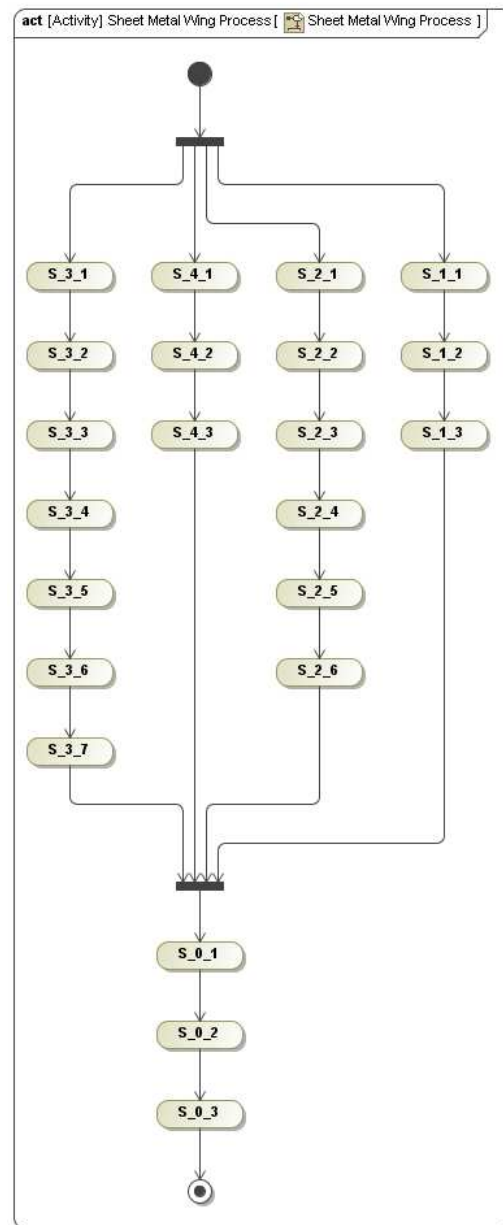 act [Activity] Sheet Metal Wing Process [ Sheet Metal Wing Process ]
S_3_1 S_4_1 S_2_1 S_1_1
S_3_2 S_4_2 S_2_2 S_1_2
S_3_3 S_4_3 S_2_3 S_1_3
S_3_4 S_2_4
S_3_5 S_2_5
S_3_6 S_2_6
S_3_7
S_0_1
S_0_2
S_0_3